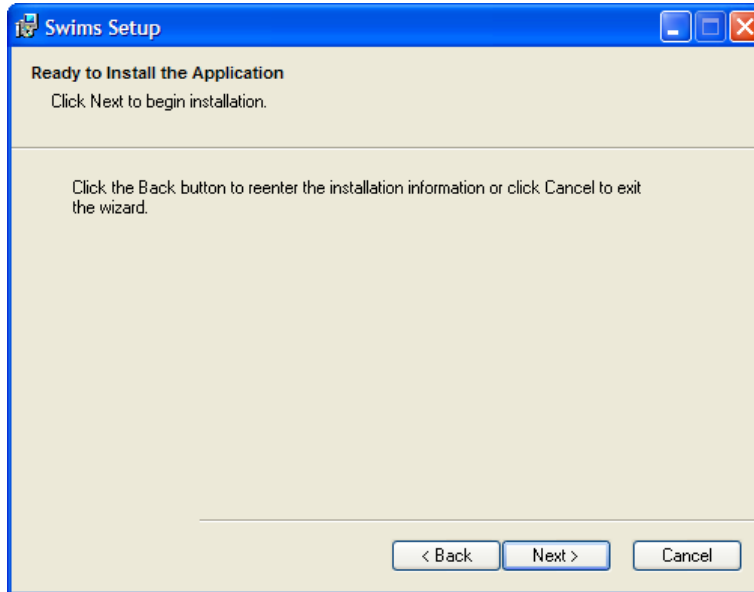 Swims Setup
Ready to Install the Application
Click Next to begin installation.
Click the Back button to reenter the installation information or click Cancel to exit
the wizard.
< Back
Next >
Cancel